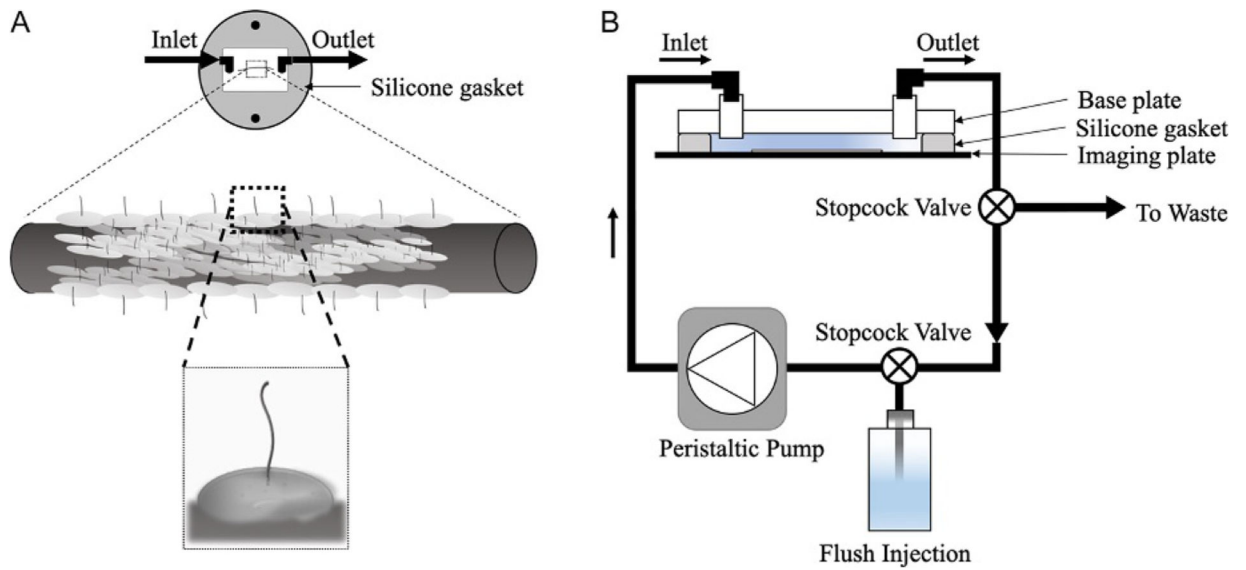 A
Inlet
Outlet
Silicone gasket
B
Inlet
Outlet
Base plate
Silicone gasket
Imaging plate
Stopcock Valve
To Waste
Stopcock Valve
Peristaltic Pump
Flush Injection